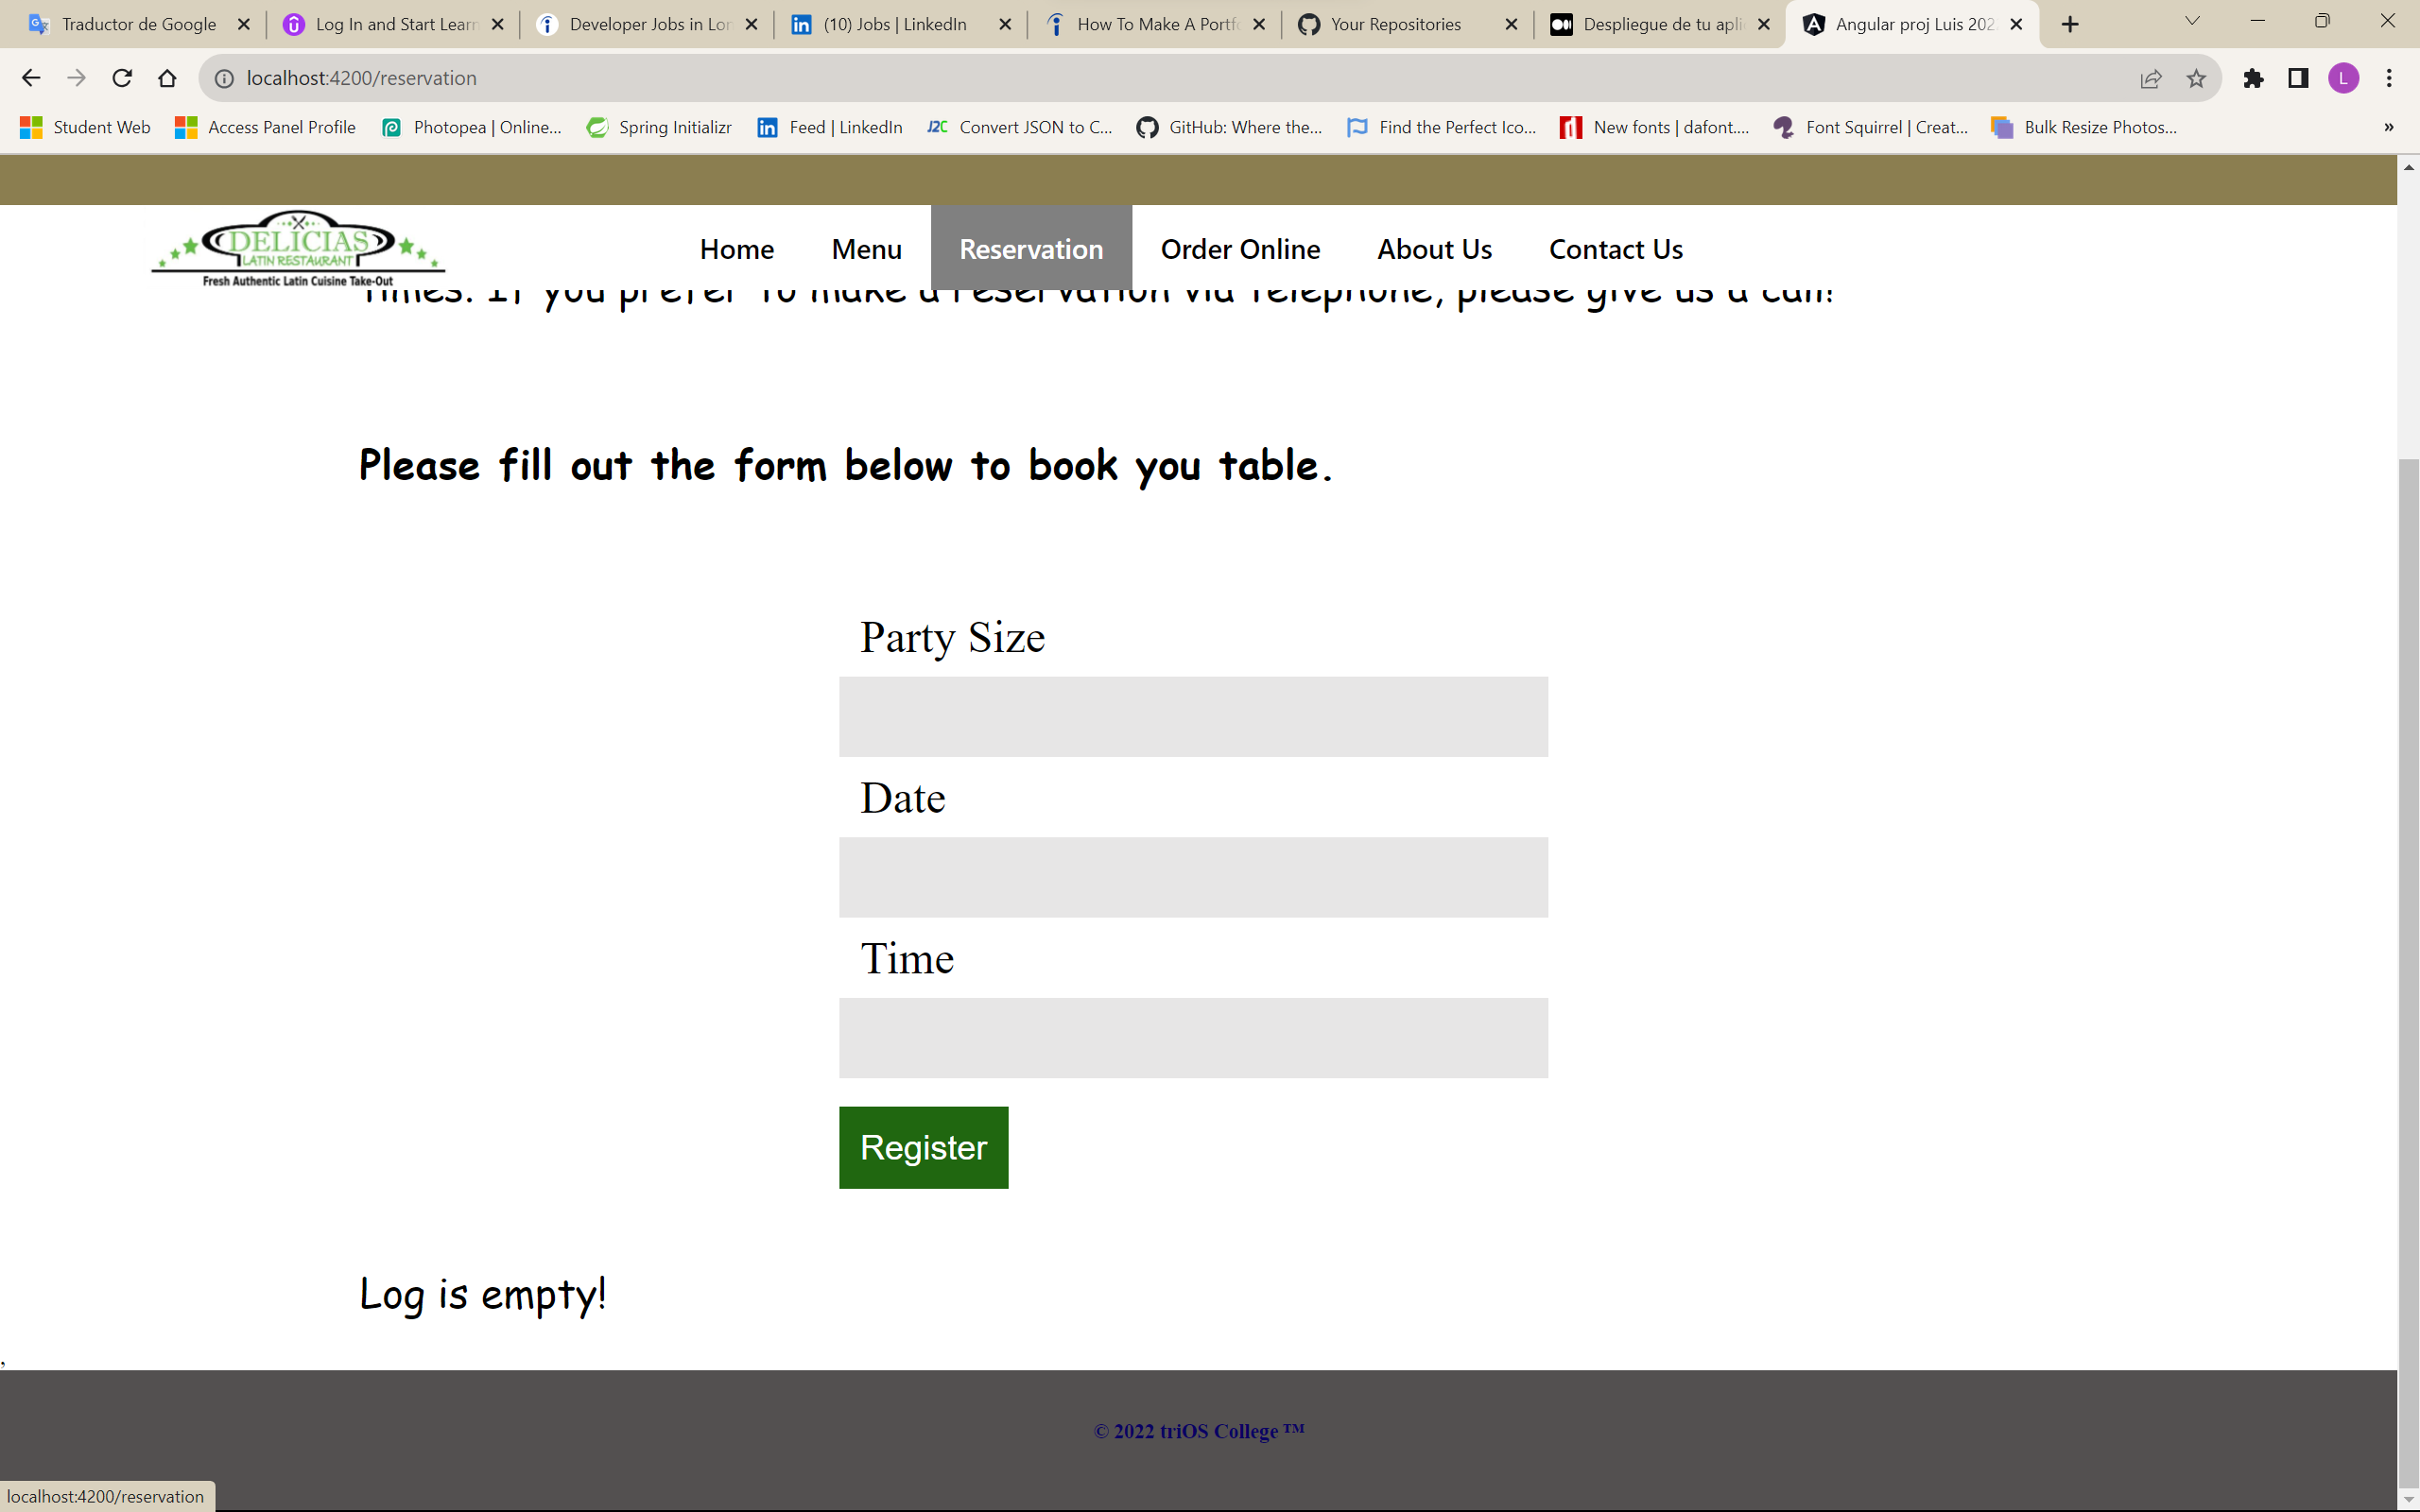 Traductor de Google
Log In and Start Learn
Developer Jobs in Lon
(10) Jobs | LinkedIn
How To Make A Portfo
Your Repositories
Despliegue de tu apli
Angular proj Luis 202
localhost:4200/reservation
L
Student Web
Access Panel Profile
Photopea | Online...
Spring Initializr
Feed | LinkedIn
J2C Convert JSON to C...
GitHub: Where the...
Find the Perfect Ico...
New fonts | dafont....
Font Squirrel | Creat...
Bulk Resize Photos...
»
DELICIAS
LATIN RESTAURANT
Fresh Authentic Latin Cuisine Take-Out
Home
Menu
Reservation
Order Online
About Us
Contact Us
times. If you prefer to make a reservation via telephone, please give us a call!
Please fill out the form below to book you table.
Party Size
Date
Time
Register
Log is empty!
,
© 2022 triOS College ™
localhost:4200/reservation